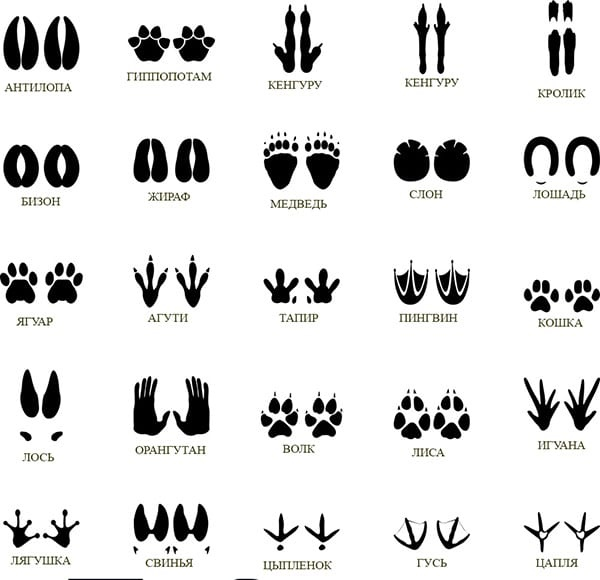 АНТИЛОПА
ГИППОПОТАМ
КЕНГУРУ
КЕНГУРУ
КРОЛИК
БИЗОН
ЖИРАФ
МЕДВЕДЬ
СЛОН
ЛОШАДЬ
ЯГУАР
АГУТИ
ТАПИР
ПИНГВИН
КОШКА
ЛОСЬ
ОРАНГУТАН
ВОЛК
ЛИСА
ИГУАНА
ЛЯГУШКА
СВИНЬЯ
ЦЫПЛЕНОК
ГУСЬ
ЦАПЛЯ